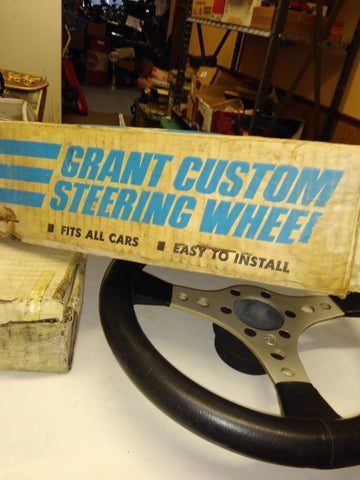 GRANT CUSTOM
STEERING WHEEL
■ FITS ALL CARS ■ EASY TO INSTALL